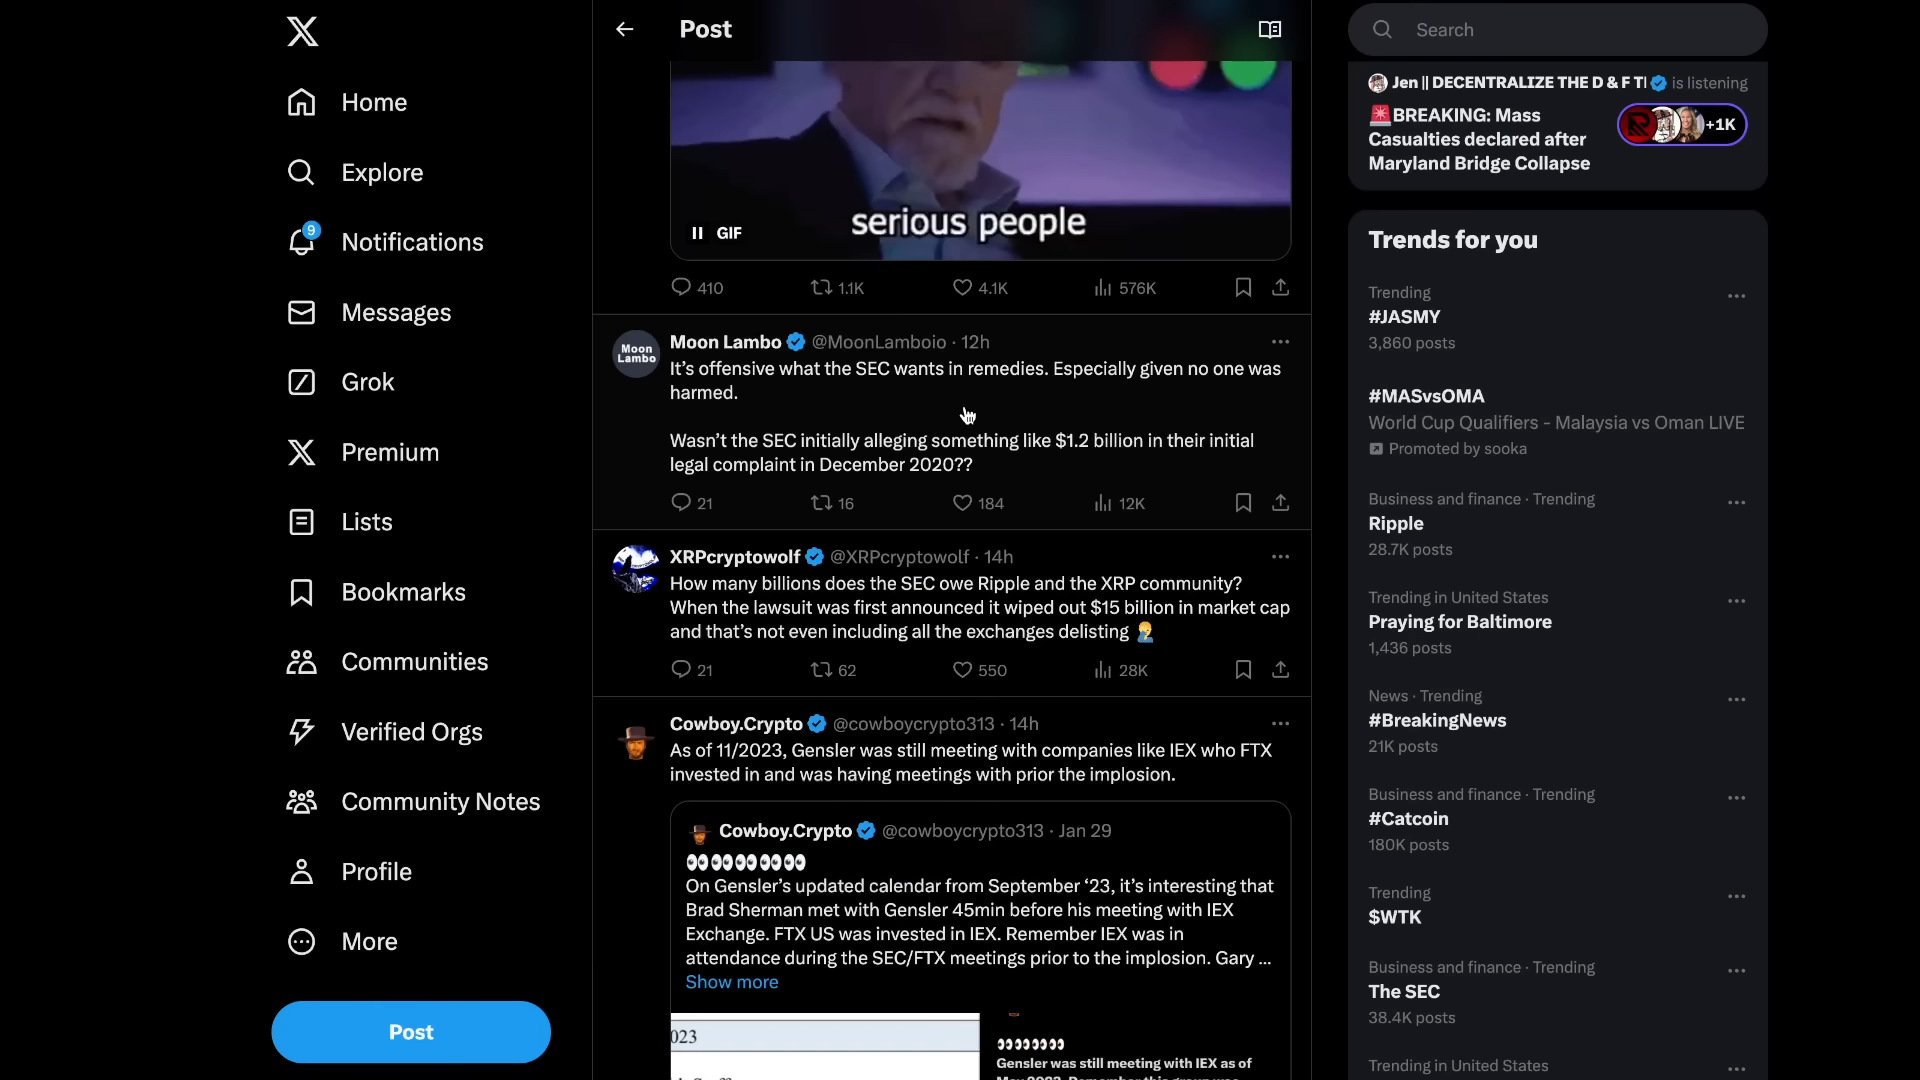 Home
Explore
9
Notifications
Messages
Grok
Premium
Lists
Bookmarks
Communities
Verified Orgs
Community Notes
Profile
More
Post
Post
serious people
GIF
410
1.1K
4.1K
576K
Moon Lambo
Moon Lambo @MoonLamboio · 12h
It's offensive what the SEC wants in remedies. Especially given no one was
harmed.
Wasn't the SEC initially alleging something like $1.2 billion in their initial
legal complaint in December 2020??
21
16
184
12K
XRPcryptowolf @XRPcryptowolf · 14h
How many billions does the SEC owe Ripple and the XRP community?
When the lawsuit was first announced it wiped out $15 billion in market cap
and that's not even including all the exchanges delisting 🤦‍♂️
21
62
550
28K
Cowboy.Crypto @cowboycrypto313 · 14h
As of 11/2023, Gensler was still meeting with companies like IEX who FTX
invested in and was having meetings with prior the implosion.
Cowboy.Crypto @cowboycrypto313 · Jan 29
👀👀👀👀👀
On Gensler's updated calendar from September '23, it's interesting that
Brad Sherman met with Gensler 45min before his meeting with IEX
Exchange. FTX US was invested in IEX. Remember IEX was in
attendance during the SEC/FTX meetings prior to the implosion. Gary ...
Show more
023
👀👀👀👀
Gensler was still meeting with IEX as of
Search
Jen || DECENTRALIZE THE D & F T is listening
🚨BREAKING: Mass
Casualties declared after
Maryland Bridge Collapse
+1K
Trends for you
Trending
#JASMY
3,860 posts
#MASvsOMA
World Cup Qualifiers - Malaysia vs Oman LIVE
Promoted by sooka
Business and finance · Trending
Ripple
28.7K posts
Trending in United States
Praying for Baltimore
1,436 posts
News · Trending
#BreakingNews
21K posts
Business and finance · Trending
#Catcoin
180K posts
Trending
$WTK
Business and finance · Trending
The SEC
38.4K posts
Trending in United States